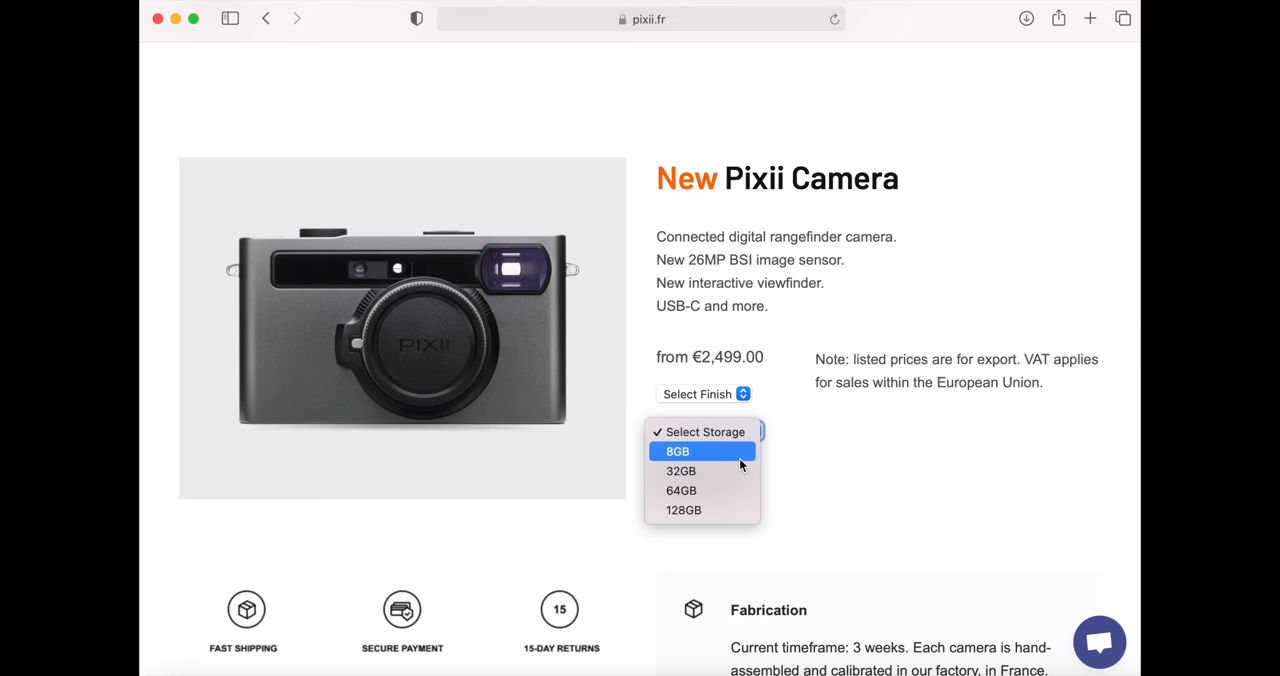 pixii.fr
New Pixii Camera
Connected digital rangefinder camera.
New 26MP BSI image sensor.
New interactive viewfinder.
USB-C and more.
from €2,499.00
Note: listed prices are for export. VAT applies
for sales within the European Union.
Select Finish
✓ Select Storage
8GB
32GB
64GB
128GB
PIXII
15
FAST SHIPPING
SECURE PAYMENT
15-DAY RETURNS
Fabrication
Current timeframe: 3 weeks. Each camera is hand-
assembled and calibrated in our factory, in France.